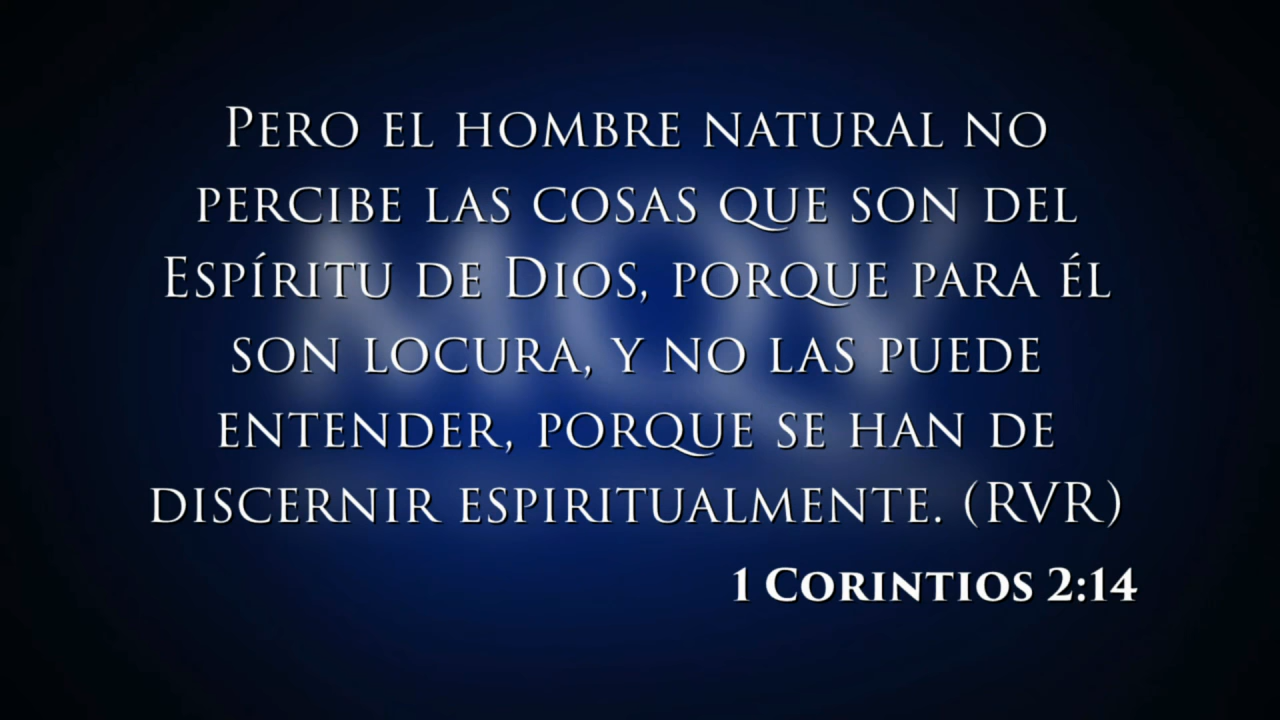 Pero el hombre natural no
percibe las cosas que son del
Espíritu de Dios, porque para él
son locura, y no las puede
entender, porque se han de
discernir espiritualmente. (RVR)
1 Corintios 2:14